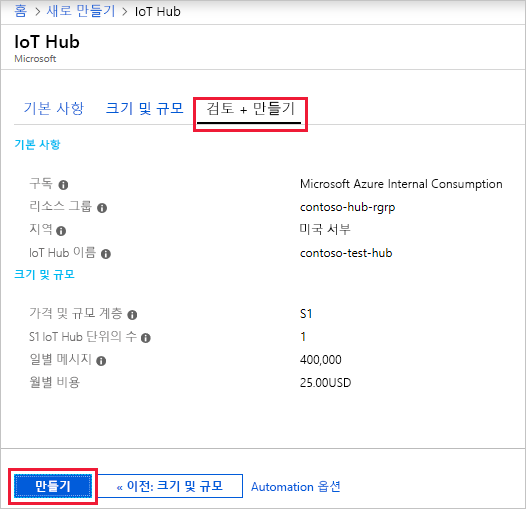 홈 > 새로 만들기 > IoT Hub
IoT Hub
Microsoft
기본 사항 크기 및 규모 검토 + 만들기
기본 사항
구독 Microsoft Azure Internal Consumption
리소스 그룹 contoso-hub-rgrp
지역 미국 서부
IoT Hub 이름 contoso-test-hub
크기 및 규모
가격 및 규모 계층 S1
S1 IoT Hub 단위의 수 1
일별 메시지 400,000
월별 비용 25.00USD
만들기 « 이전: 크기 및 규모 Automation 옵션